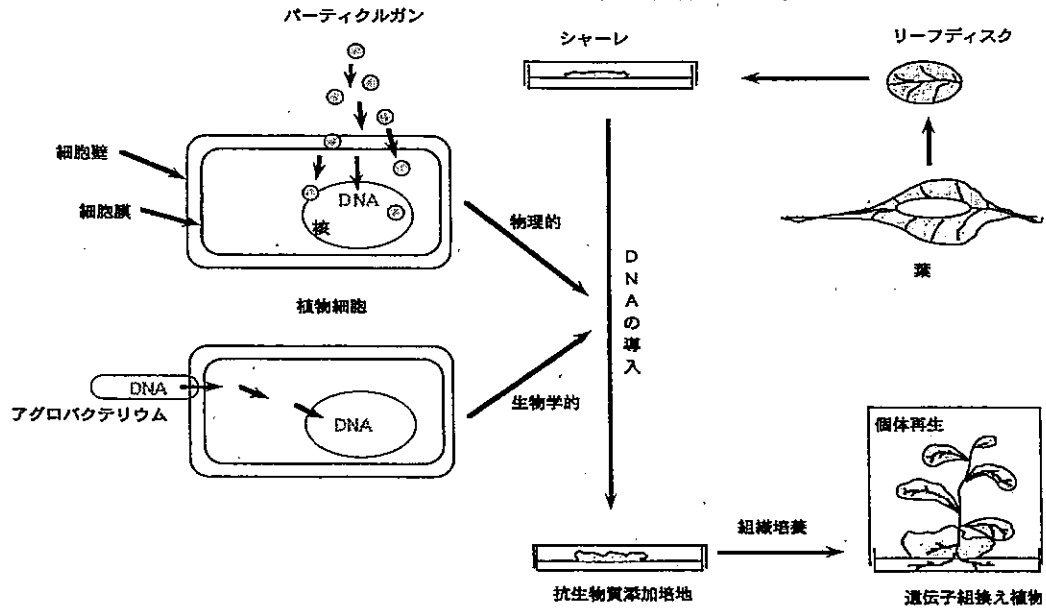 パーティクルガン
シャーレ
リーフディスク
細胞壁
細胞膜
DNA
核
物理的
DNAの導入
葉
植物細胞
DNA
アグロバクテリウム
DNA
生物学的
個体再生
組織培養
抗生物質添加培地
遺伝子組換え植物